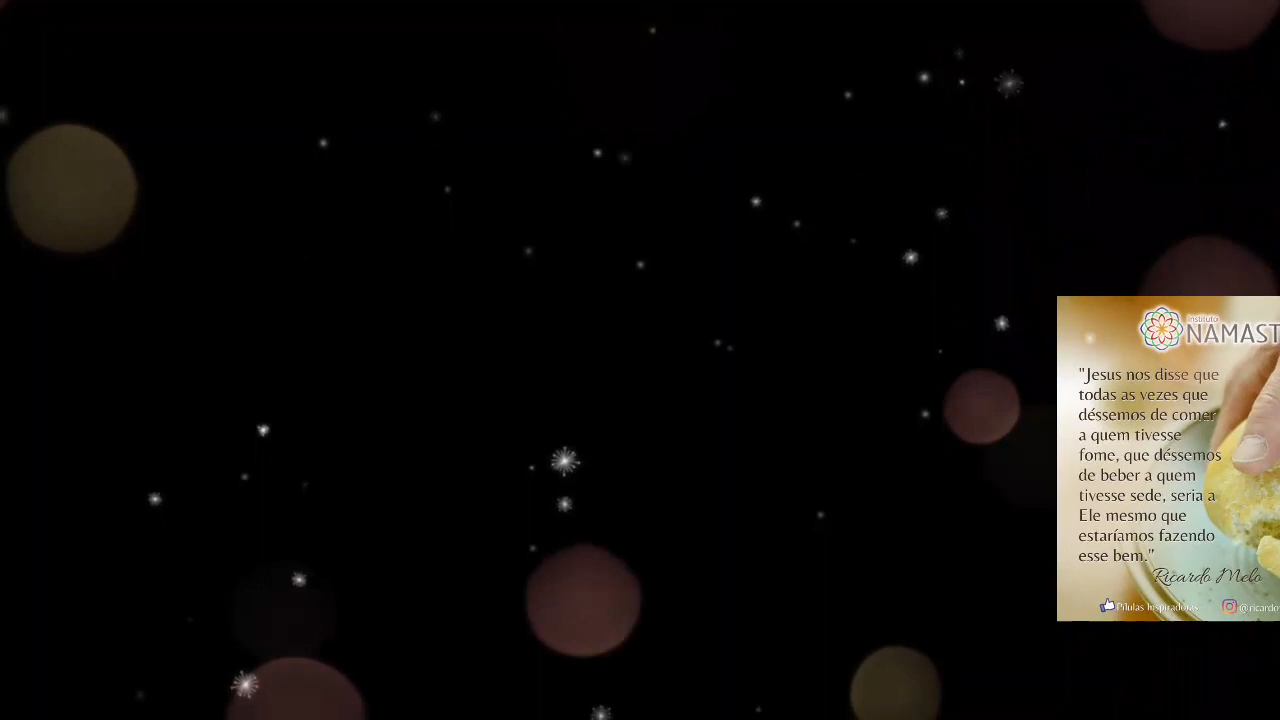 Instituto
NAMAST
"Jesus nos disse que
todas as vezes que
déssemos de comer
a quem tivesse
fome, que déssemos
de beber a quem
tivesse sede, seria a
Ele mesmo que
estaríamos fazendo
esse bem."
Ricardo Melo
Pílulas Inspiradoras @ricardo